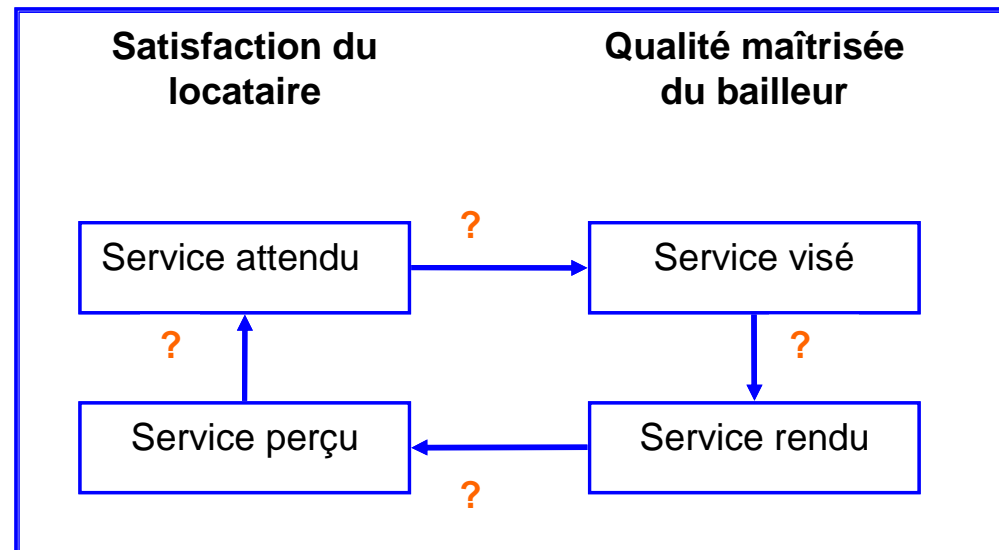 Satisfaction du
locataire
Qualité maîtrisée
du bailleur
?
Service attendu
Service visé
?
?
Service perçu
Service rendu
?